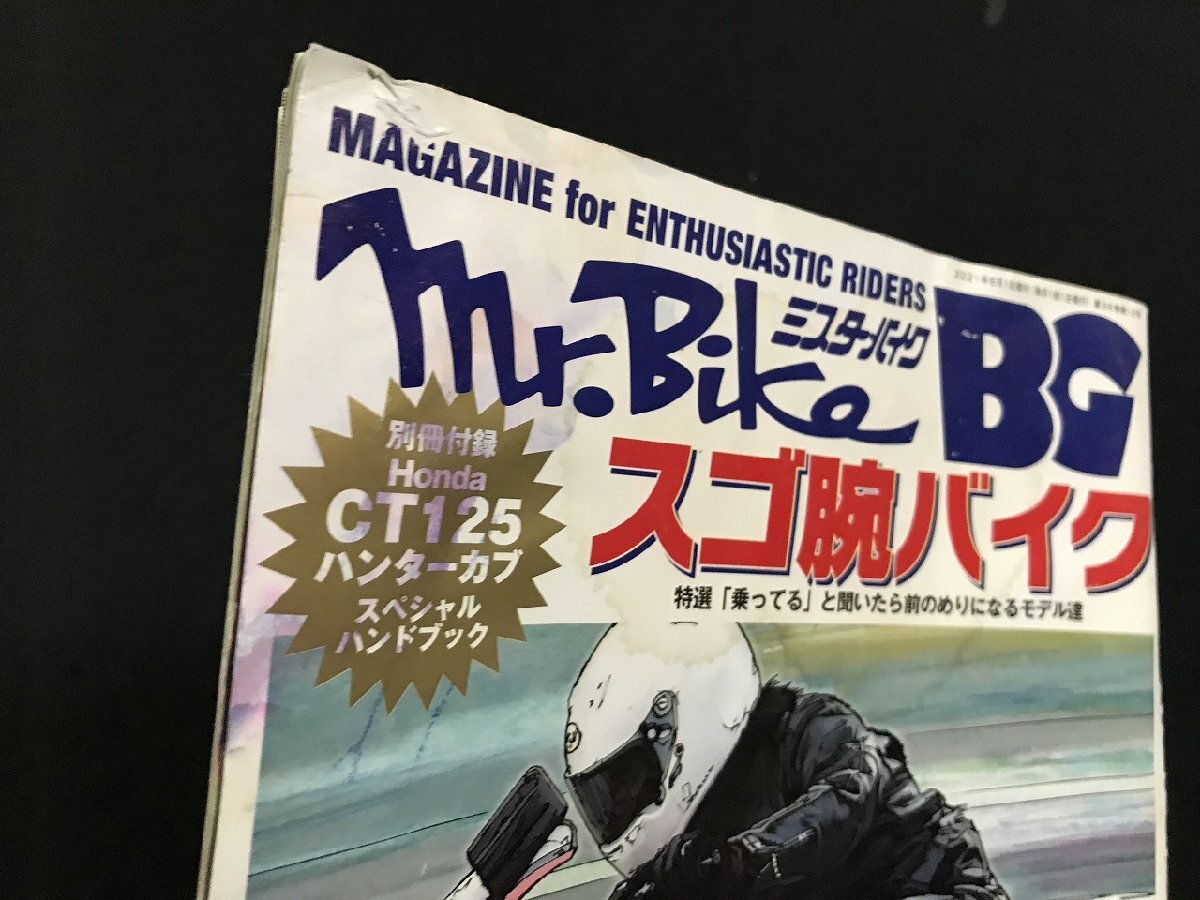 MAGAZINE for ENTHUSIASTIC RIDERS
Mr.Bike ミスター・バイク BG
別冊付録
Honda
CT125
ハンターカブ
スペシャル
ハンドブック
スゴ腕バイク
特選「乗ってる」と聞いたら前のめりになるモデル達